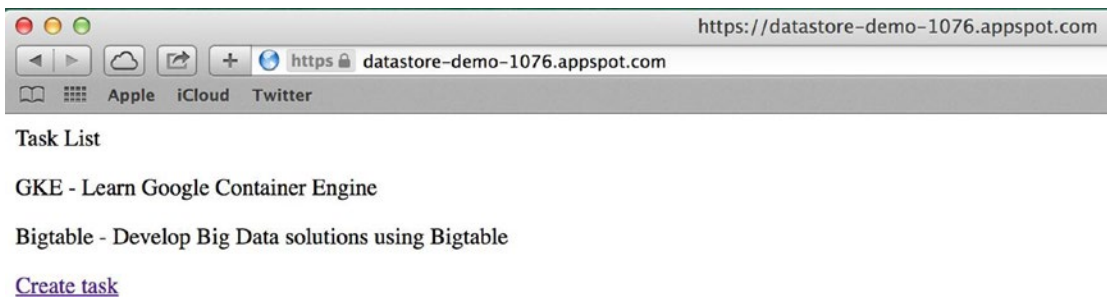 https://datastore-demo-1076.appspot.com
https datastore-demo-1076.appspot.com
Apple iCloud Twitter
Task List
GKE - Learn Google Container Engine
Bigtable - Develop Big Data solutions using Bigtable
Create task